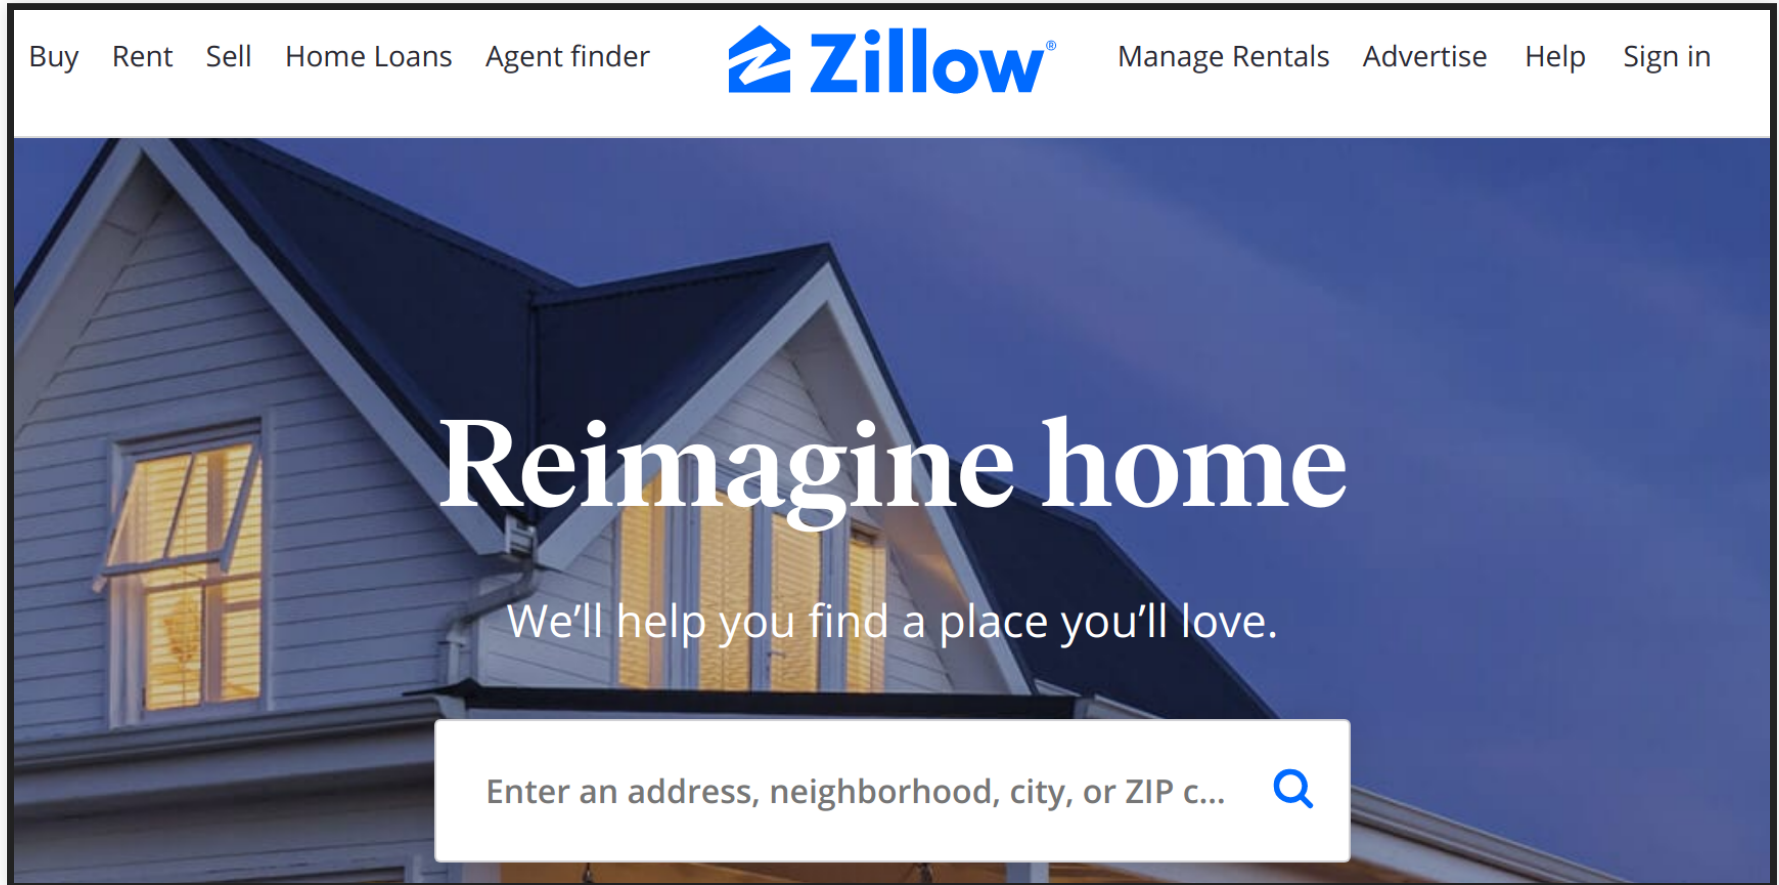 Buy Rent Sell Home Loans Agent finder Zillow® Manage Rentals Advertise Help Sign in
Reimagine home
We’ll help you find a place you’ll love.
Enter an address, neighborhood, city, or ZIP c...